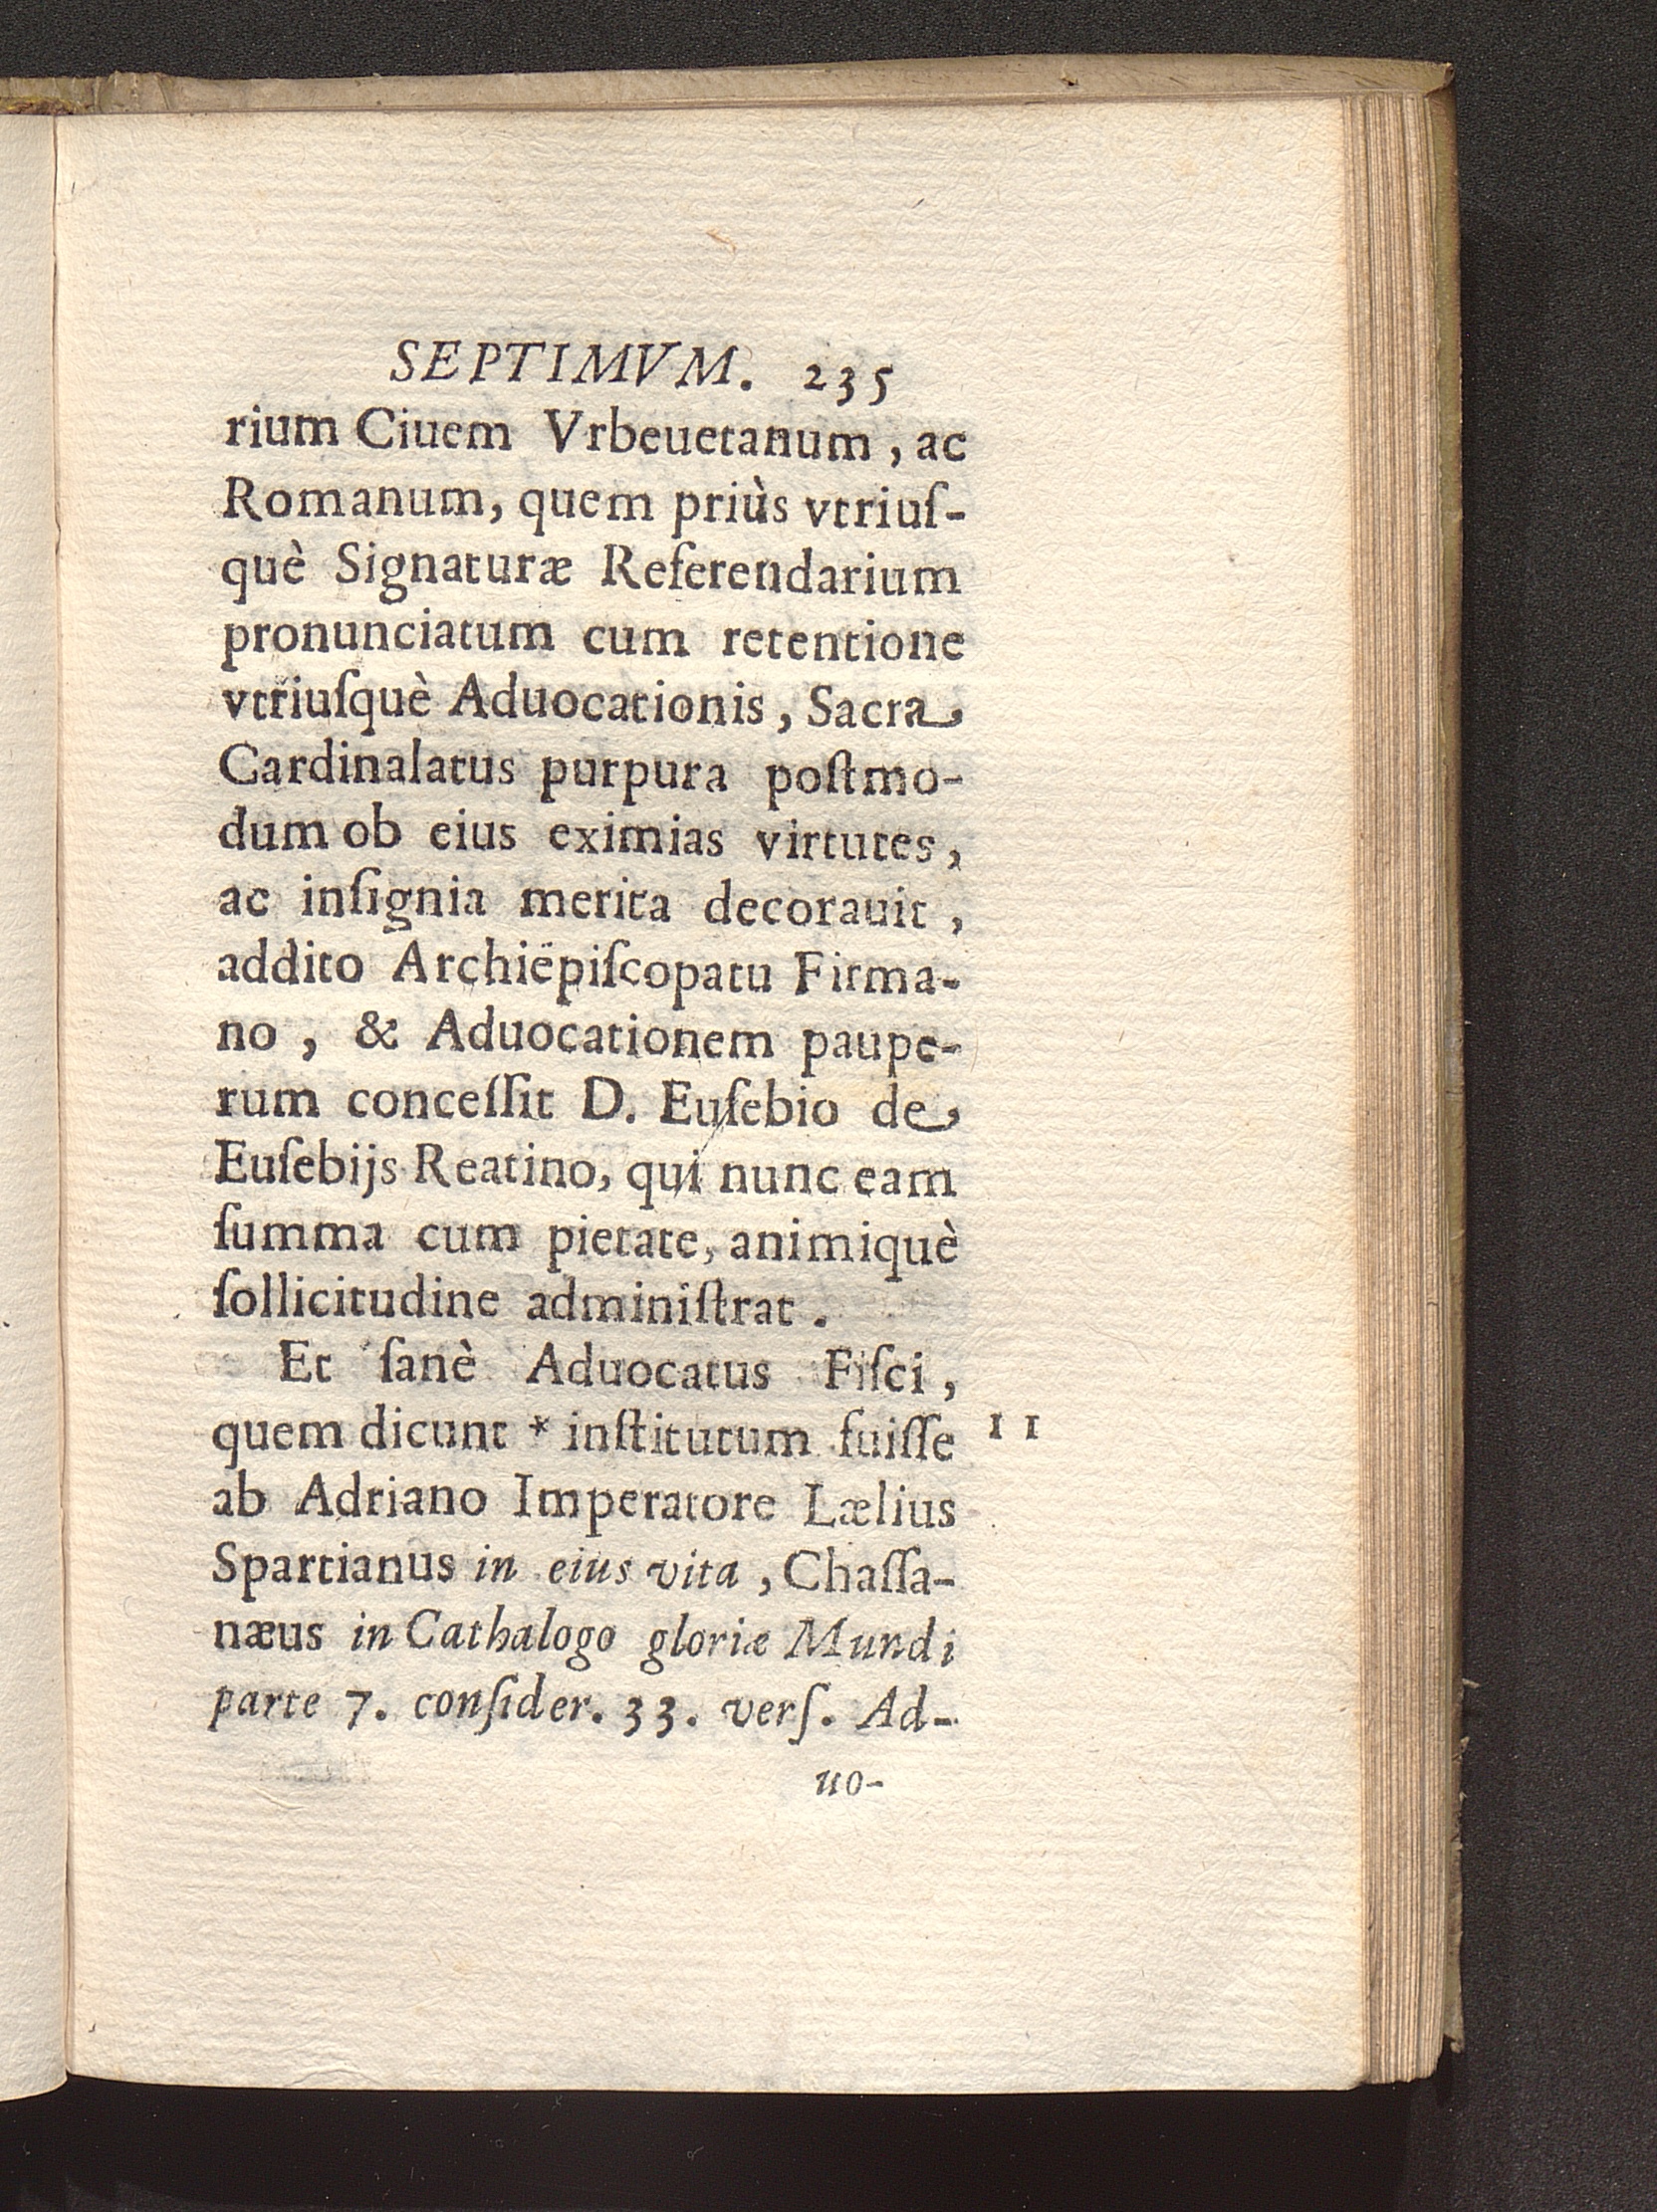 SEPTIMVM. 235
rium Ciuem Vrbeuetanum, ac
Romanum, quem priùs vtriuſ-
què Signaturæ Referendarium
pronunciatum cum retentione
vtriuſquè Aduocationis, Sacra
Cardinalatus purpura poſtmo-
dum ob eius eximias virtutes,
ac inſignia merita decorauit,
addito Archiëpiſcopatu Firma-
no, & Aduocationem paupe-
rum conceſſit D. Euſebio de
Euſebijs Reatino, qui nunc eam
ſumma cum pietate, animiquè
ſollicitudine adminiſtrat.
Et ſanè Aduocatus Fiſci,
quem dicunt * inſtitutum fuiſſe 11
ab Adriano Imperatore Lælius
Spartianus in eius vita, Chaſſa-
næus in Cathalogo gloriæ Mundi
parte 7. conſider. 33. verſ. Ad-
uo-